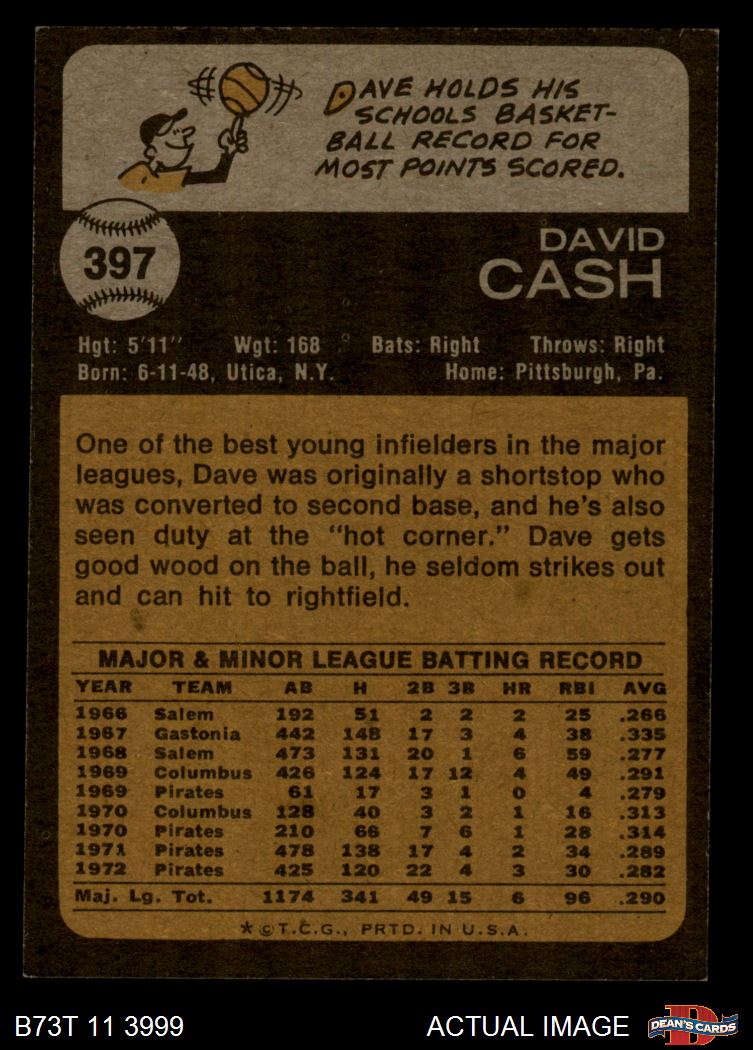 DAVE HOLDS HIS
SCHOOLS BASKET-
BALL RECORD FOR
MOST POINTS SCORED.
397
DAVID
CASH
Hgt: 5'11" Wgt: 168 Bats: Right Throws: Right
Born: 6-11-48, Utica, N.Y. Home: Pittsburgh, Pa.
One of the best young infielders in the major
leagues, Dave was originally a shortstop who
was converted to second base, and he's also
seen duty at the "hot corner." Dave gets
good wood on the ball, he seldom strikes out
and can hit to rightfield.
MAJOR & MINOR LEAGUE BATTING RECORD
YEAR TEAM AB H 2B 3B HR RBI AVG
1966 Salem 192 51 2 2 2 25 .266
1967 Gastonia 442 148 17 3 4 38 .335
1968 Salem 473 131 20 1 6 59 .277
1969 Columbus 426 124 17 12 4 49 .291
1969 Pirates 61 17 3 1 0 4 .279
1970 Columbus 128 40 3 2 1 16 .313
1970 Pirates 210 66 7 6 1 28 .314
1971 Pirates 478 138 17 4 2 34 .289
1972 Pirates 425 120 22 4 3 30 .282
Maj. Lg. Tot. 1174 341 49 15 6 96 .290
*©T.C.G., PRTD. IN U.S.A.
B73T 11 3999 ACTUAL IMAGE D DEAN'S CARDS